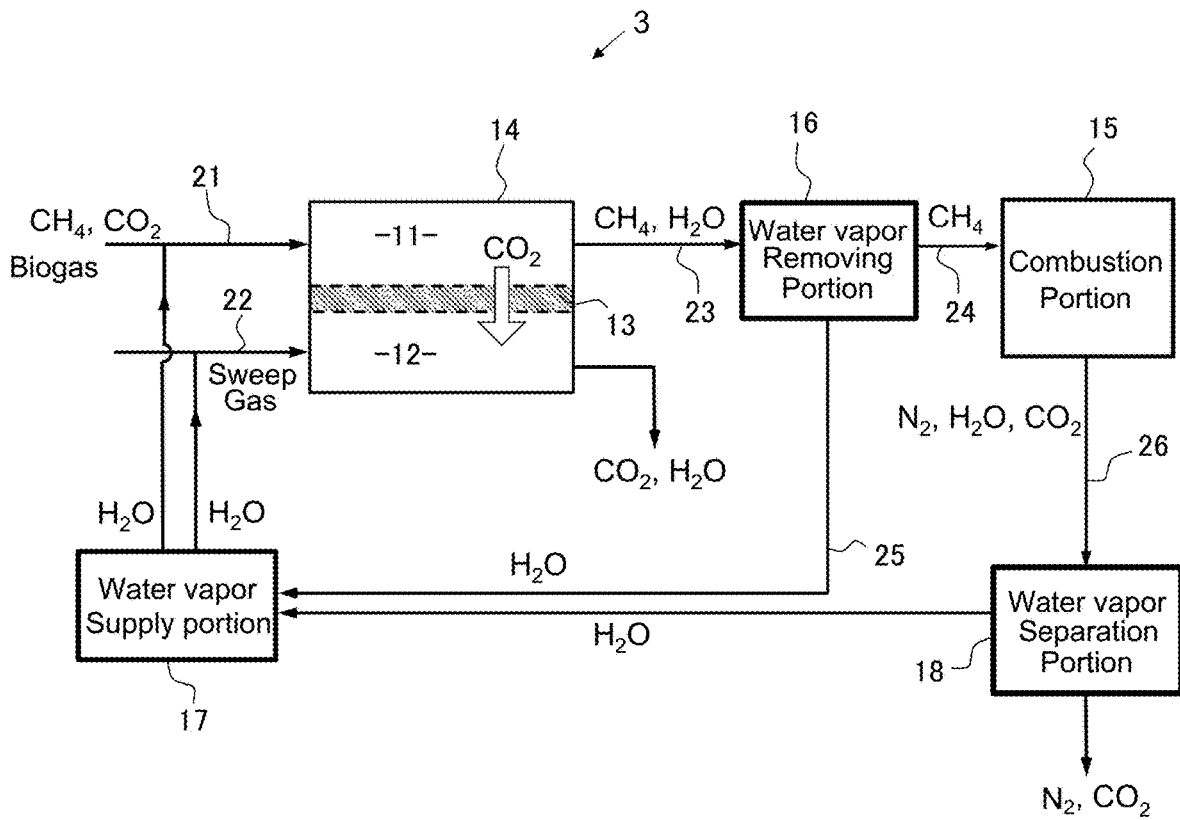 3
14
16
15
21
CH₄, CO₂
Biogas
-11-
CO₂
CH₄, H₂O
23
Water vapor
Removing
Portion
CH₄
24
Combustion
Portion
22
Sweep
Gas
-12-
13
CO₂, H₂O
N₂, H₂O, CO₂
26
H₂O
H₂O
25
H₂O
Water vapor
Supply portion
17
H₂O
Water vapor
Separation
Portion
18
N₂, CO₂